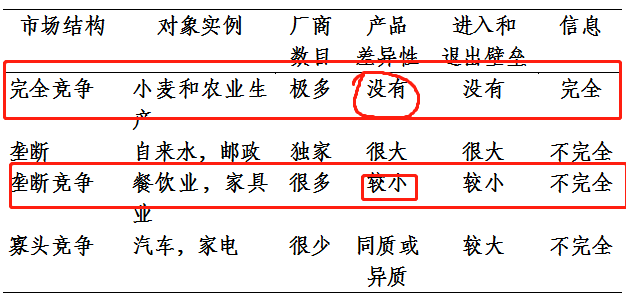 市场结构 对象实例 厂商数目 产品差异性 进入和退出壁垒 信息
完全竞争 小麦和农业生产 极多 没有 没有 完全
垄断 自来水，邮政 独家 很大 很大 不完全
垄断竞争 餐饮业，家具业 很多 较小 较小 不完全
寡头竞争 汽车，家电 很少 同质或异质 较大 不完全